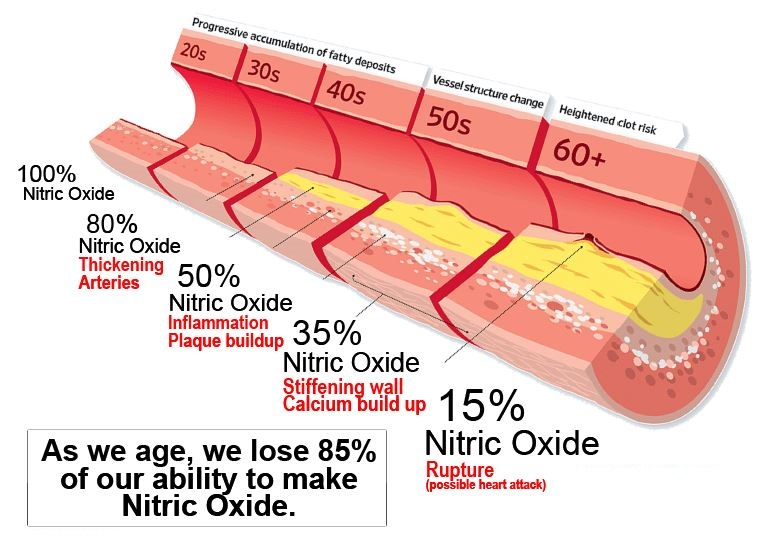 Progressive accumulation of fatty deposits
Vessel structure change
Heightened clot risk
20s
30s
40s
50s
60+
100%
Nitric Oxide
80%
Nitric Oxide
Thickening
Arteries
50%
Nitric Oxide
Inflammation
Plaque buildup
35%
Nitric Oxide
Stiffening wall
Calcium build up
15%
Nitric Oxide
Rupture
(possible heart attack)
As we age, we lose 85%
of our ability to make
Nitric Oxide.